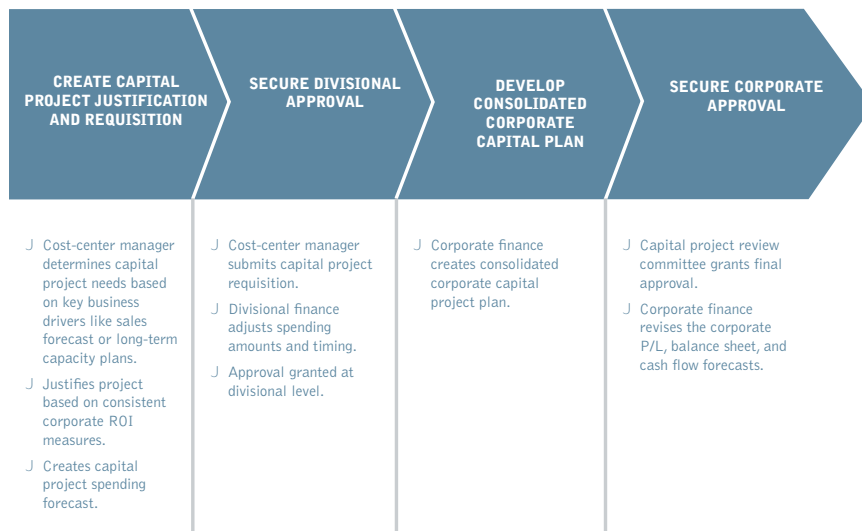 CREATE CAPITAL
PROJECT JUSTIFICATION
AND REQUISITION
J Cost-center manager
determines capital
project needs based
on key business
drivers like sales
forecast or long-term
capacity plans.
J Justifies project
based on consistent
corporate ROI
measures.
J Creates capital
project spending
forecast.
SECURE DIVISIONAL
APPROVAL
J Cost-center manager
submits capital project
requisition.
J Divisional finance
adjusts spending
amounts and timing.
J Approval granted at
divisional level.
DEVELOP
CONSOLIDATED
CORPORATE
CAPITAL PLAN
J Corporate finance
creates consolidated
corporate capital
project plan.
SECURE CORPORATE
APPROVAL
J Capital project review
committee grants final
approval.
J Corporate finance
revises the corporate
P/L, balance sheet, and
cash flow forecasts.